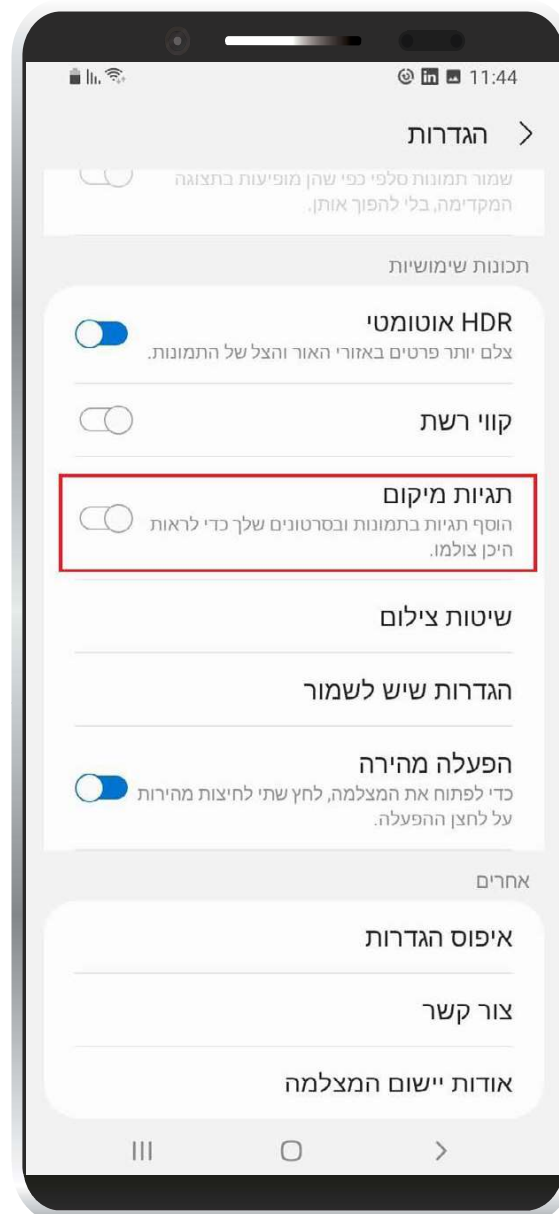 11:44
הגדרות
שמור תמונות סלפי כפי שהן מופיעות בתצוגה
המקדימה, בלי להפוך אותן.
תכונות שימושיות
HDR אוטומטי
צלם יותר פרטים באזורי האור והצל של התמונות.
קווי רשת
תגיות מיקום
הוסף תגיות בתמונות ובסרטונים שלך כדי לראות
היכן צולמו.
שיטות צילום
הגדרות שיש לשמור
הפעלה מהירה
כדי לפתוח את המצלמה, לחץ שתי לחיצות מהירות
על לחצן ההפעלה.
אחרים
איפוס הגדרות
צור קשר
אודות יישום המצלמה